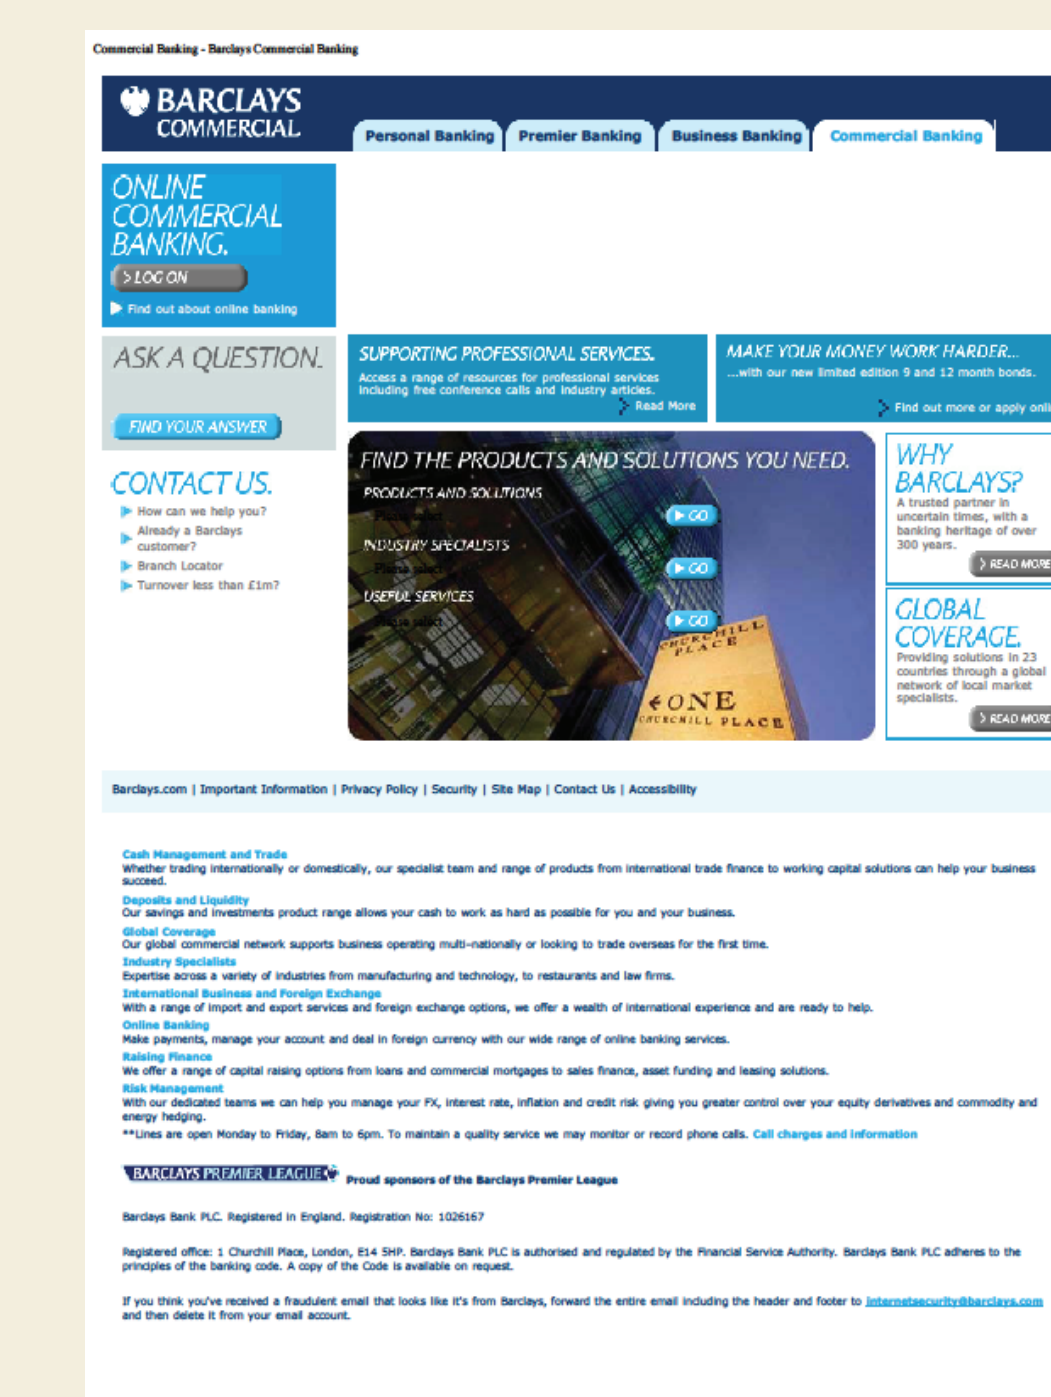 Commercial Banking - Barclays Commercial Banking
BARCLAYS
COMMERCIAL
Personal Banking
Premier Banking
Business Banking
Commercial Banking
ONLINE
COMMERCIAL
BANKING.
> LOG ON
Find out about online banking
ASK A QUESTION.
FIND YOUR ANSWER
CONTACT US.
How can we help you?
Already a Barclays
customer?
Branch Locator
Turnover less than £1m?
SUPPORTING PROFESSIONAL SERVICES.
Access a range of resources for professional services
including free conference calls and industry articles.
Read More
MAKE YOUR MONEY WORK HARDER...
...with our new limited edition 9 and 12 month bonds.
Find out more or apply onli
FIND THE PRODUCTS AND SOLUTIONS YOU NEED.
PRODUCTS AND SOLUTIONS
Please select
GO
INDUSTRY SPECIALISTS
Please select
GO
USEFUL SERVICES
Please select
GO
CHURCHILL
PLACE
ONE
CHURCHILL PLACE
WHY
BARCLAYS?
A trusted partner in
uncertain times, with a
banking heritage of over
300 years.
> READ MORE
GLOBAL
COVERAGE.
Providing solutions in 23
countries through a global
network of local market
specialists.
> READ MORE
Barclays.com | Important Information | Privacy Policy | Security | Site Map | Contact Us | Accessibility
Cash Management and Trade
Whether trading internationally or domestically, our specialist team and range of products from international trade finance to working capital solutions can help your business
succeed.
Deposits and Liquidity
Our savings and investments product range allows your cash to work as hard as possible for you and your business.
Global Coverage
Our global commercial network supports business operating multi-nationally or looking to trade overseas for the first time.
Industry Specialists
Expertise across a variety of industries from manufacturing and technology, to restaurants and law firms.
International Business and Foreign Exchange
With a range of import and export services and foreign exchange options, we offer a wealth of international experience and are ready to help.
Online Banking
Make payments, manage your account and deal in foreign currency with our wide range of online banking services.
Raising Finance
We offer a range of capital raising options from loans and commercial mortgages to sales finance, asset funding and leasing solutions.
Risk Management
With our dedicated teams we can help you manage your FX, interest rate, inflation and credit risk giving you greater control over your equity derivatives and commodity and
energy hedging.
**Lines are open Monday to Friday, 8am to 6pm. To maintain a quality service we may monitor or record phone calls. Call charges and information
BARCLAYS PREMIER LEAGUE Proud sponsors of the Barclays Premier League
Barclays Bank PLC. Registered in England. Registration No: 1026167
Registered office: 1 Churchill Place, London, E14 5HP. Barclays Bank PLC is authorised and regulated by the Financial Service Authority. Barclays Bank PLC adheres to the
principles of the banking code. A copy of the Code is available on request.
If you think you've received a fraudulent email that looks like it's from Barclays, forward the entire email including the header and footer to internetsecurity@barclays.com
and then delete it from your email account.